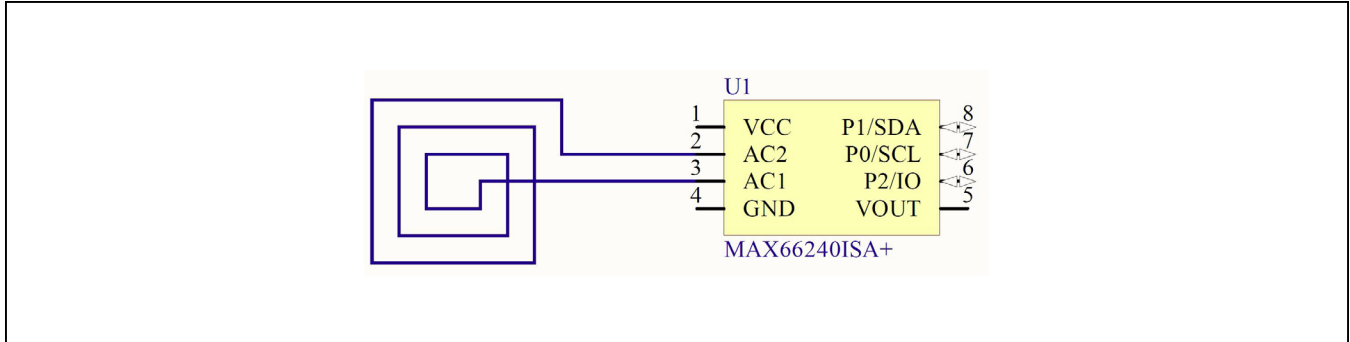 U1
1 VCC P1/SDA 8
2 AC2 P0/SCL 7
3 AC1 P2/IO 6
4 GND VOUT 5
MAX66240ISA+